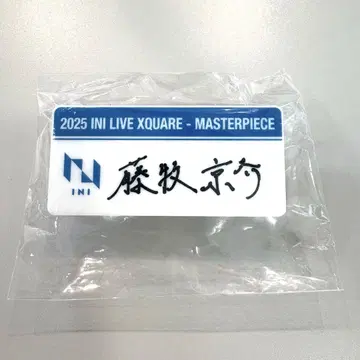 2025 INI LIVE XQUARE - MASTERPIECE
INI
藤牧京介